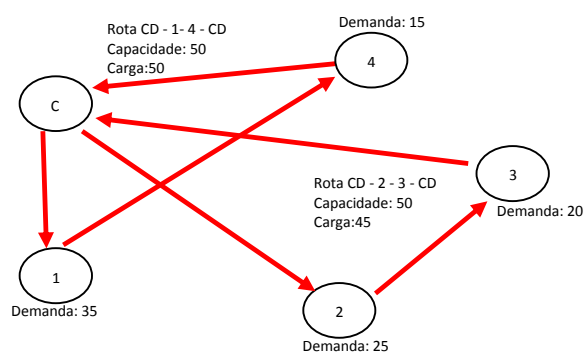 Rota CD - 1- 4 - CD
Capacidade: 50
Carga:50
Demanda: 15
4
C
3
Demanda: 20
Rota CD - 2 - 3 - CD
Capacidade: 50
Carga:45
1
Demanda: 35
2
Demanda: 25